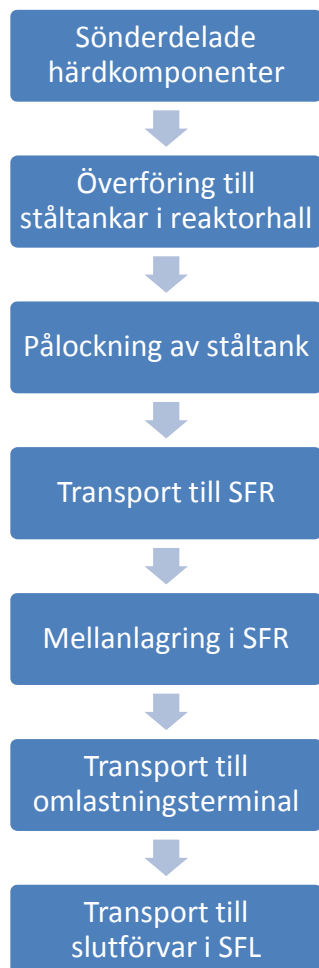 Sönderdelade
härdkomponenter
Överföring till
ståltankar i reaktorhall
Pålockning av ståltank
Transport till SFR
Mellanlagring i SFR
Transport till
omlastningsterminal
Transport till
slutförvar i SFL